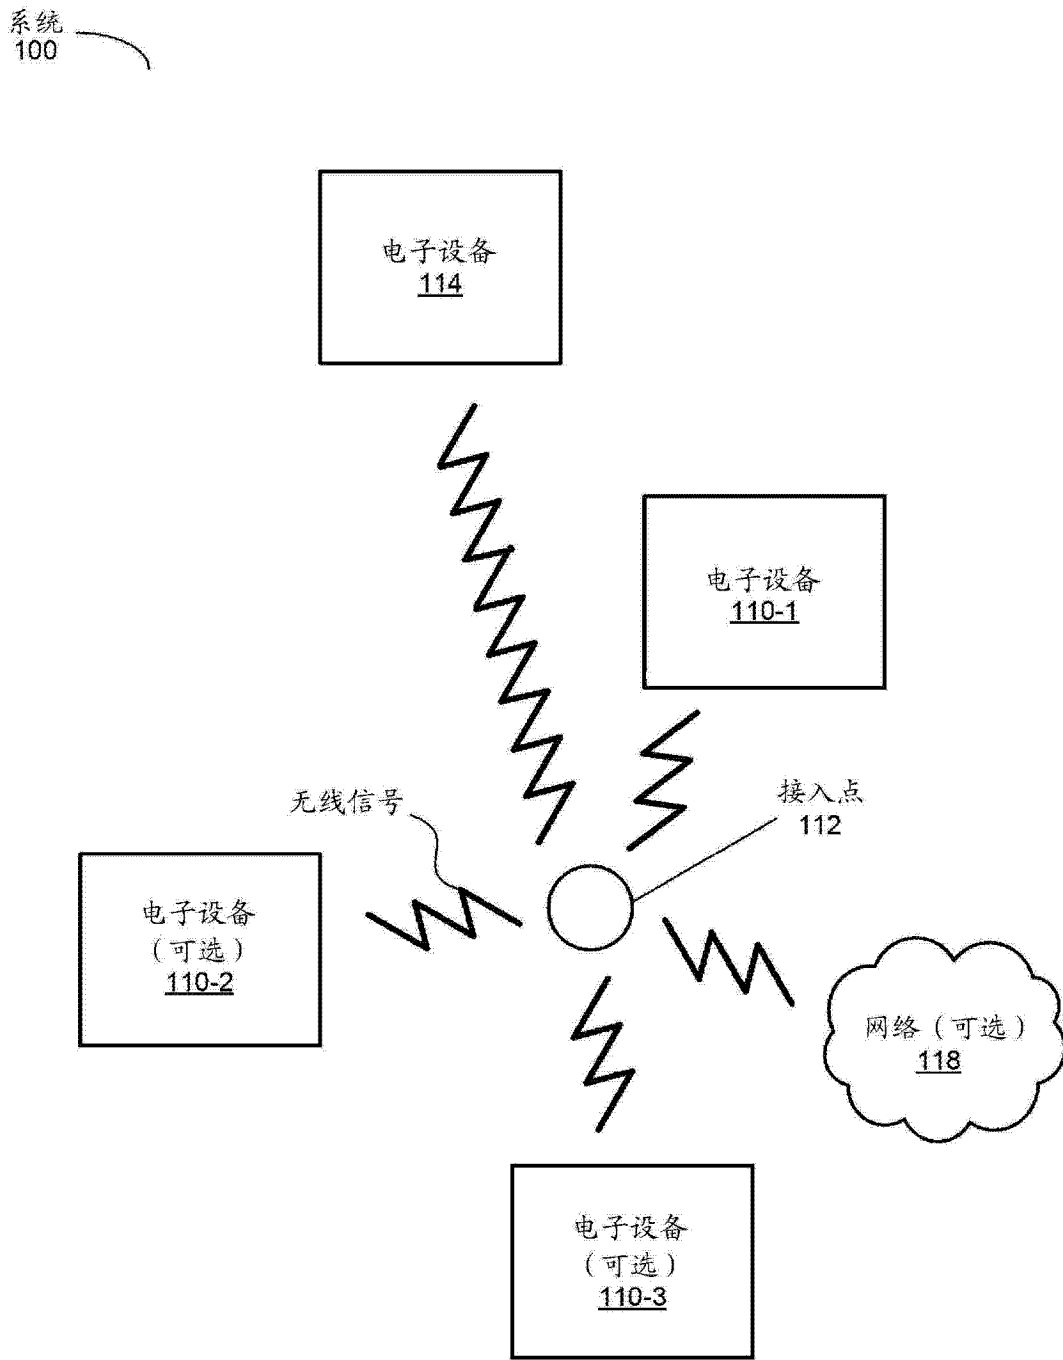 系统
100
电子设备
114
电子设备
110-1
无线信号
接入点
112
电子设备
（可选）
110-2
网络（可选）
118
电子设备
（可选）
110-3